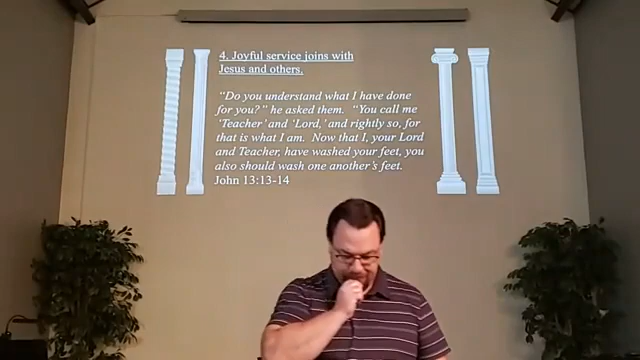 4. Joyful service joins with
Jesus and others.
“Do you understand what I have done
for you?” he asked them.  “You call me
‘Teacher’ and ‘Lord,’ and rightly so, for
that is what I am.  Now that I, your Lord
and Teacher, have washed your feet, you
also should wash one another’s feet.
John 13:13-14